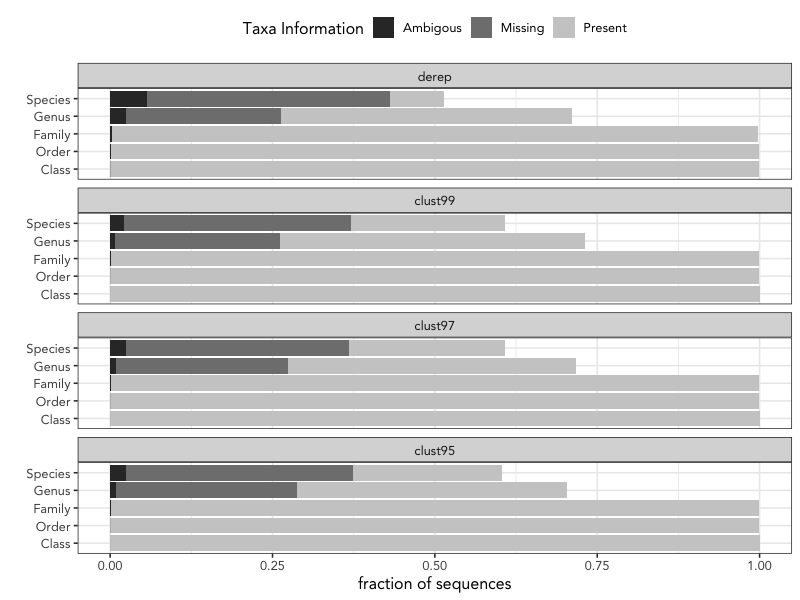 Taxa Information Ambigous Missing Present
derep
Species
Genus
Family
Order
Class
clust99
Species
Genus
Family
Order
Class
clust97
Species
Genus
Family
Order
Class
clust95
Species
Genus
Family
Order
Class
0.00 0.25 0.50 0.75 1.00
fraction of sequences